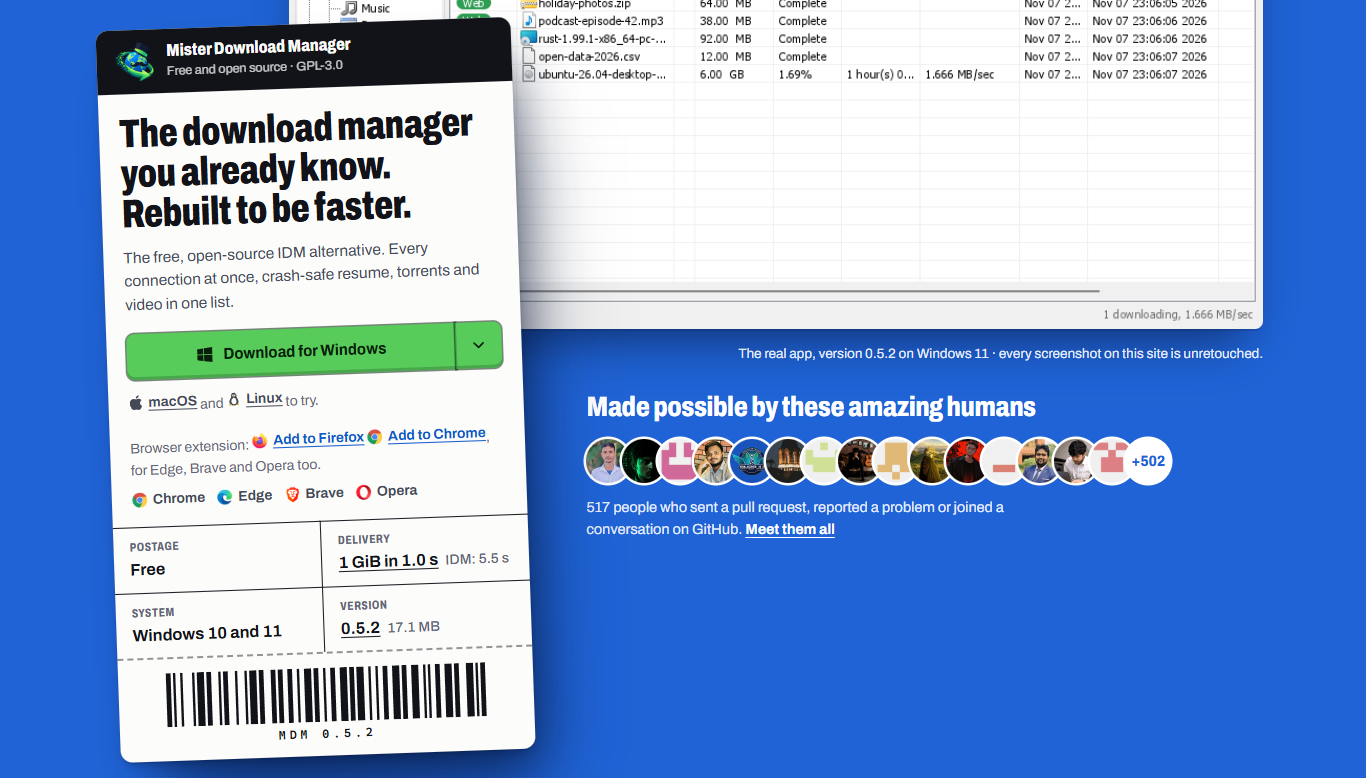 Music
Web
holiday-photos.zip 64.00 MB Complete Nov 07 2... Nov 07 23:06:05 2026
podcast-episode-42.mp3 38.00 MB Complete Nov 07 2... Nov 07 23:06:06 2026
rust-1.99.1-x86_64-pc-... 92.00 MB Complete Nov 07 2... Nov 07 23:06:07 2026
open-data-2026.csv 12.00 MB Complete Nov 07 2... Nov 07 23:06:07 2026
ubuntu-26.04-desktop-... 6.00 GB 1.69% 1 hour(s) 0... 1.666 MB/sec Nov 07 2... Nov 07 23:06:07 2026
1 downloading, 1.666 MB/sec
Mister Download Manager
Free and open source · GPL-3.0
The download manager
you already know.
Rebuilt to be faster.
The free, open-source IDM alternative. Every
connection at once, crash-safe resume, torrents and
video in one list.
Download for Windows
macOS and Linux to try.
Browser extension: Add to Firefox Add to Chrome,
for Edge, Brave and Opera too.
Chrome Edge Brave Opera
POSTAGE
Free
DELIVERY
1 GiB in 1.0 s IDM: 5.5 s
SYSTEM
Windows 10 and 11
VERSION
0.5.2 17.1 MB
MDM 0.5.2
The real app, version 0.5.2 on Windows 11 · every screenshot on this site is unretouched.
Made possible by these amazing humans
+502
517 people who sent a pull request, reported a problem or joined a
conversation on GitHub. Meet them all